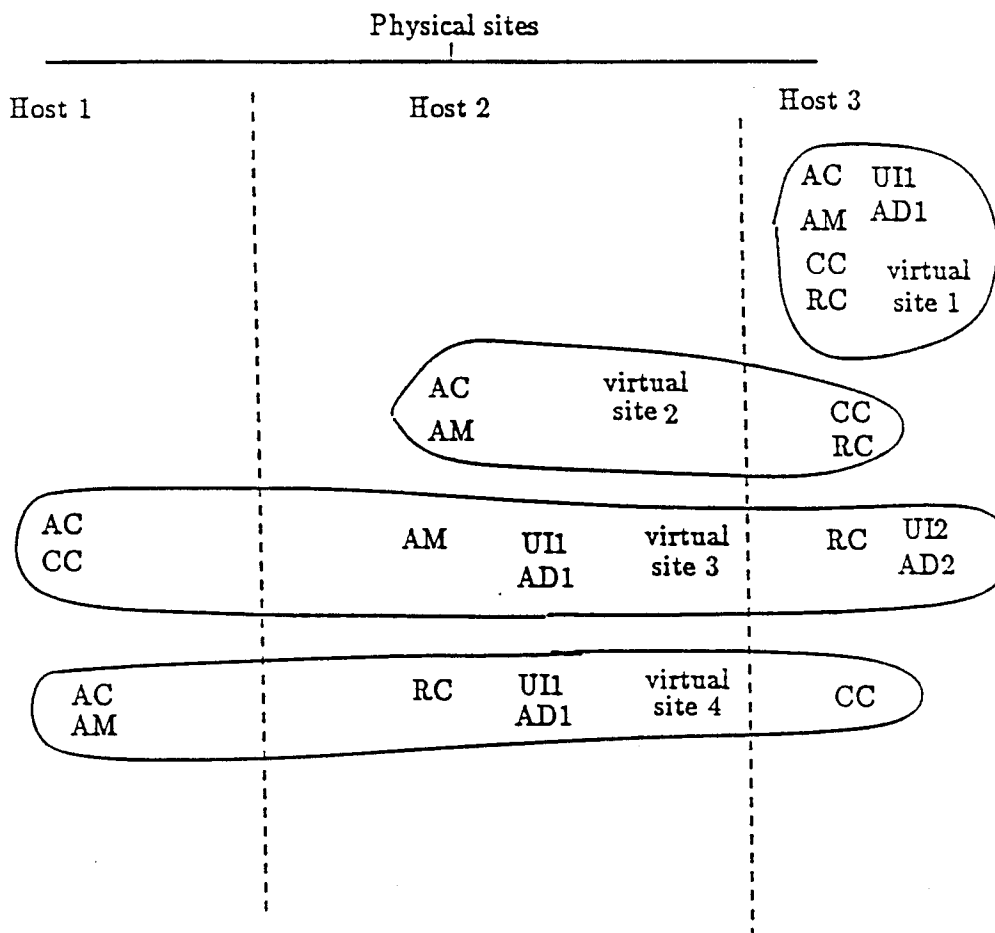 Physical sites
Host 1
Host 2
Host 3
AC UI1
AM AD1
CC virtual
RC site 1
AC virtual
AM site 2
CC
RC
AC
CC
AM
UI1
AD1
virtual
site 3
RC
UI2
AD2
AC
AM
RC
UI1
AD1
virtual
site 4
CC